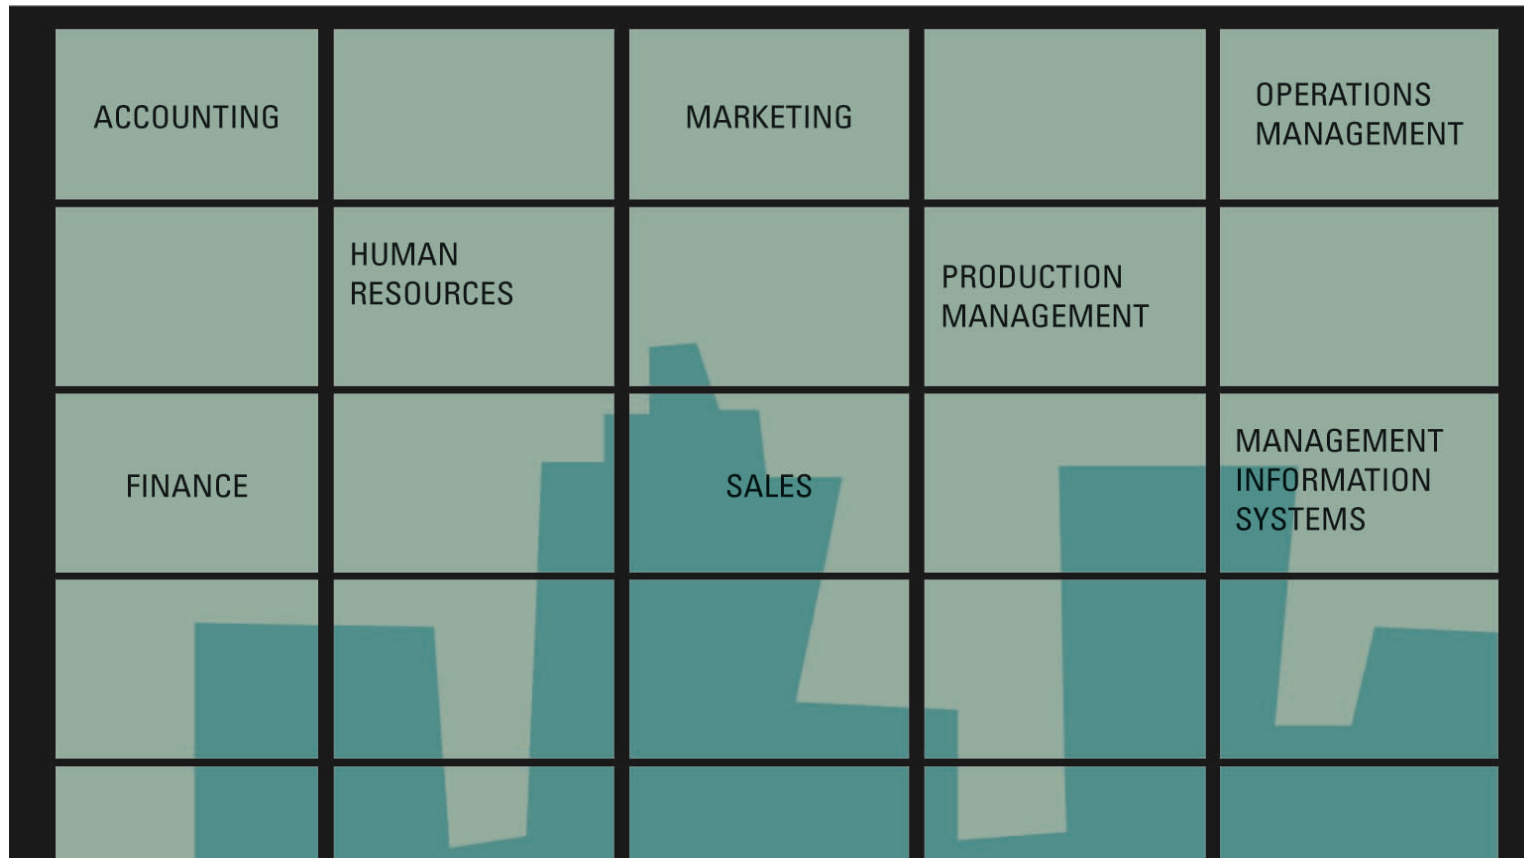 ACCOUNTING
MARKETING
OPERATIONS
MANAGEMENT
HUMAN
RESOURCES
PRODUCTION
MANAGEMENT
FINANCE
SALES
MANAGEMENT
INFORMATION
SYSTEMS